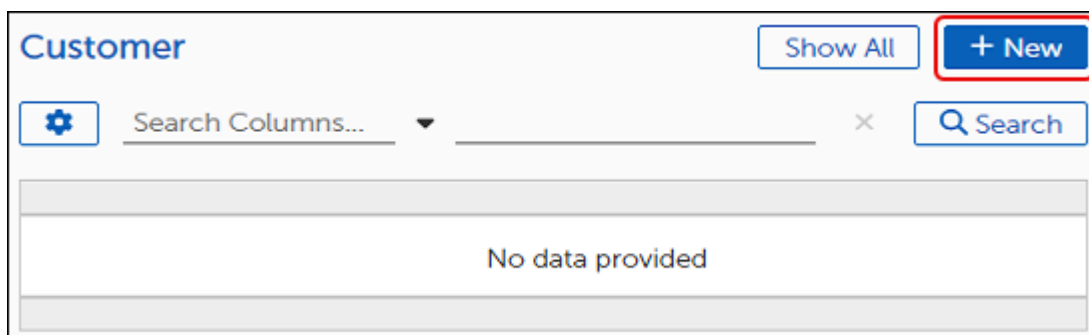 Customer
Show All
+ New
Search Columns...
Search
No data provided